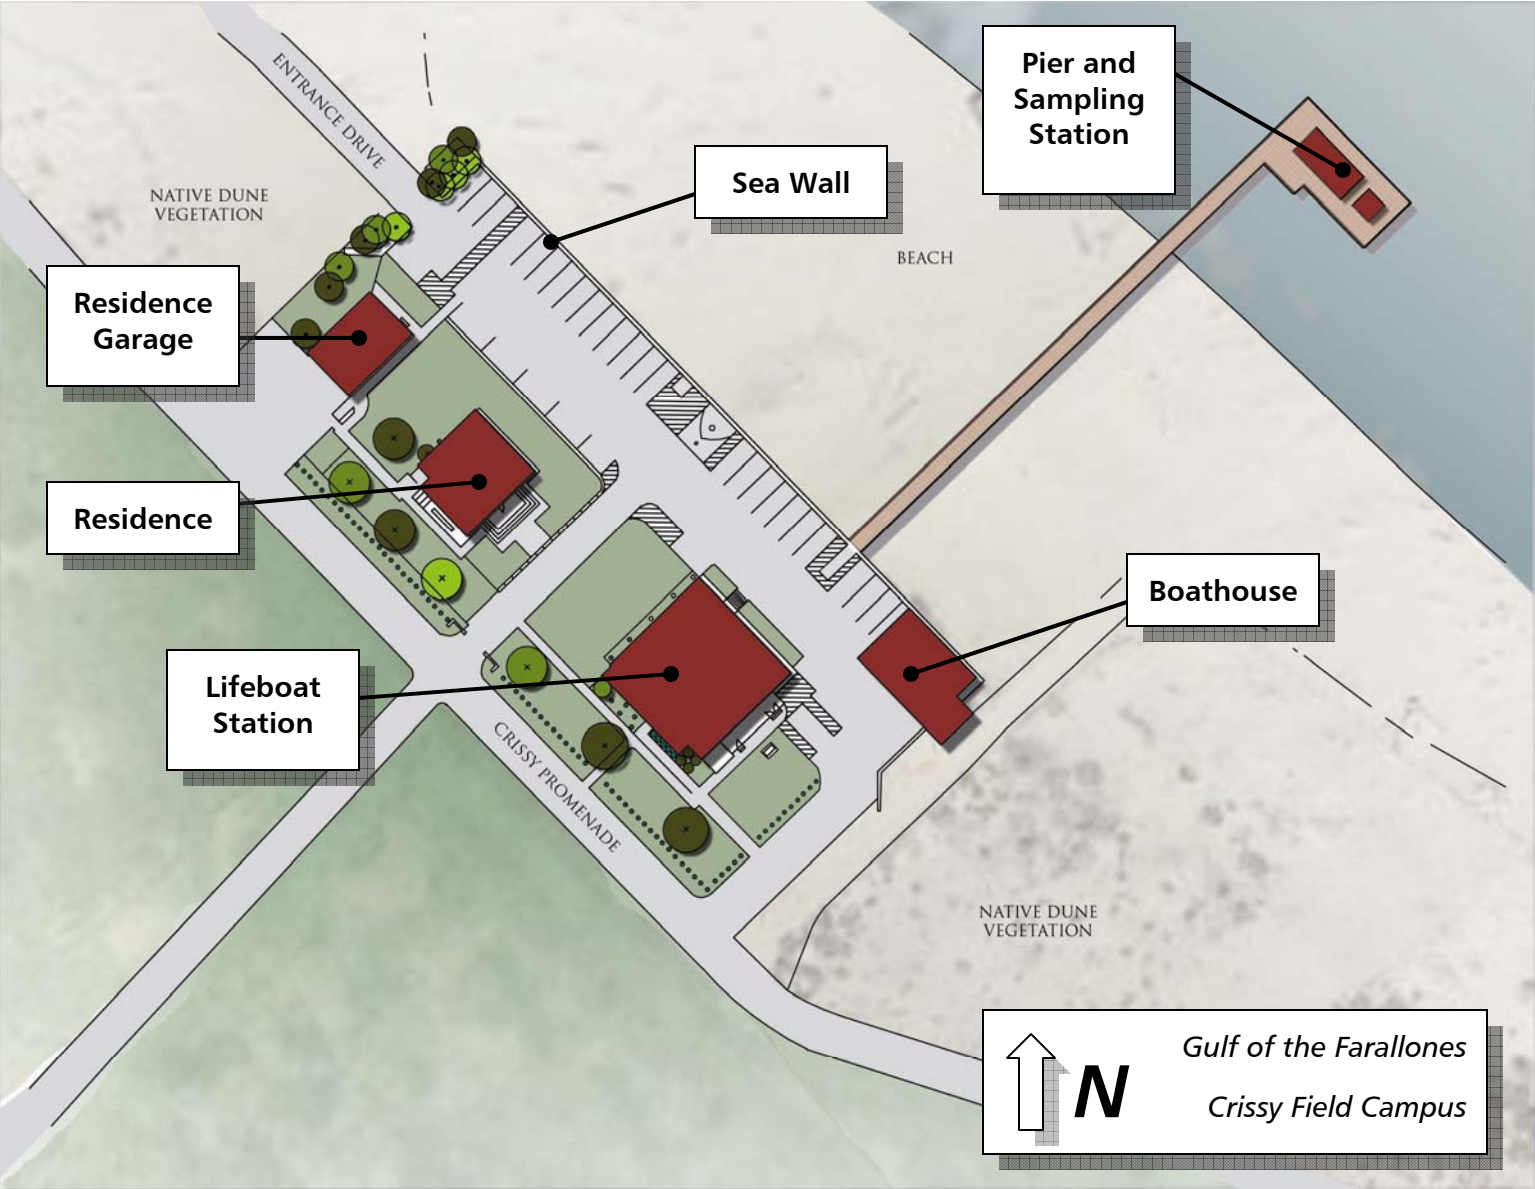 ENTRANCE DRIVE
Pier and
Sampling
Station
Sea Wall
NATIVE DUNE
VEGETATION
BEACH
Residence
Garage
Residence
Boathouse
Lifeboat
Station
CRISSY PROMENADE
NATIVE DUNE
VEGETATION
N
Gulf of the Farallones
Crissy Field Campus